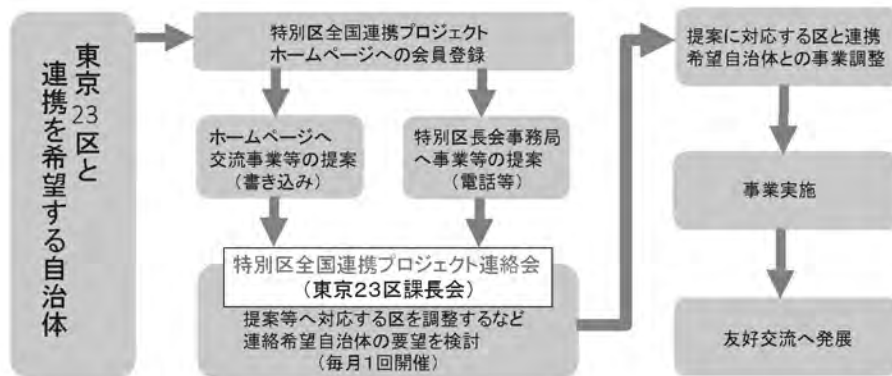 東京23区と
連携を希望する自治体
特別区全国連携プロジェクト
ホームページへの会員登録
ホームページへ
交流事業等の提案
(書き込み)
特別区長会事務局
へ事業等の提案
(電話等)
特別区全国連携プロジェクト連絡会
(東京23区課長会)
提案等へ対応する区を調整するなど
連絡希望自治体の要望を検討
(毎月1回開催)
提案に対応する区と連携
希望自治体との事業調整
事業実施
友好交流へ発展